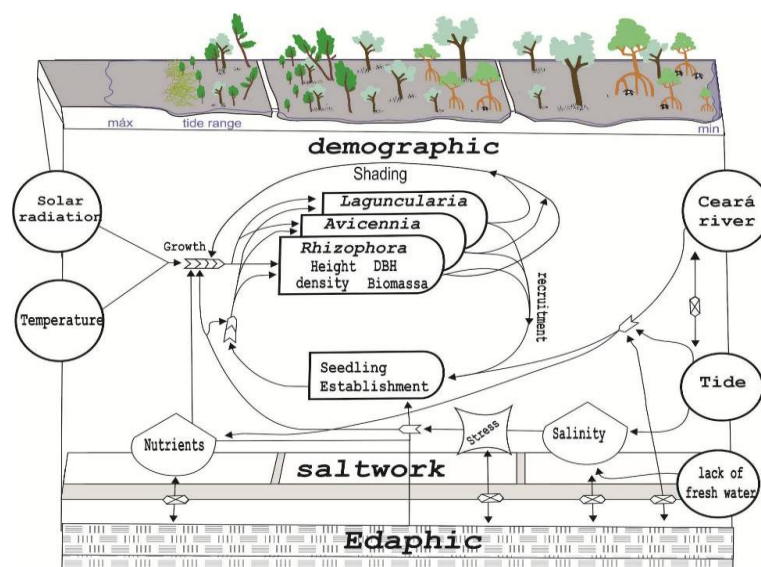 máx
tide range
min
demographic
Shading
Solar
radiation
Laguncularia
Avicennia
Rhizophora
Height DBH
density Biomassa
Growth
Ceará
river
recruitment
Temperature
Seedling
Establishment
Tide
Nutrients
Stress
Salinity
saltwork
lack of
fresh water
Edaphic